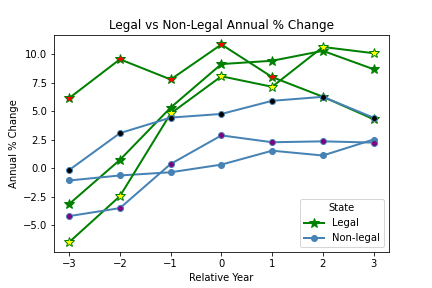 Legal vs Non-Legal Annual % Change
Annual % Change
10.0
7.5
5.0
2.5
0.0
−2.5
−5.0
State
Legal
Non-legal
−3 −2 −1 0 1 2 3
Relative Year